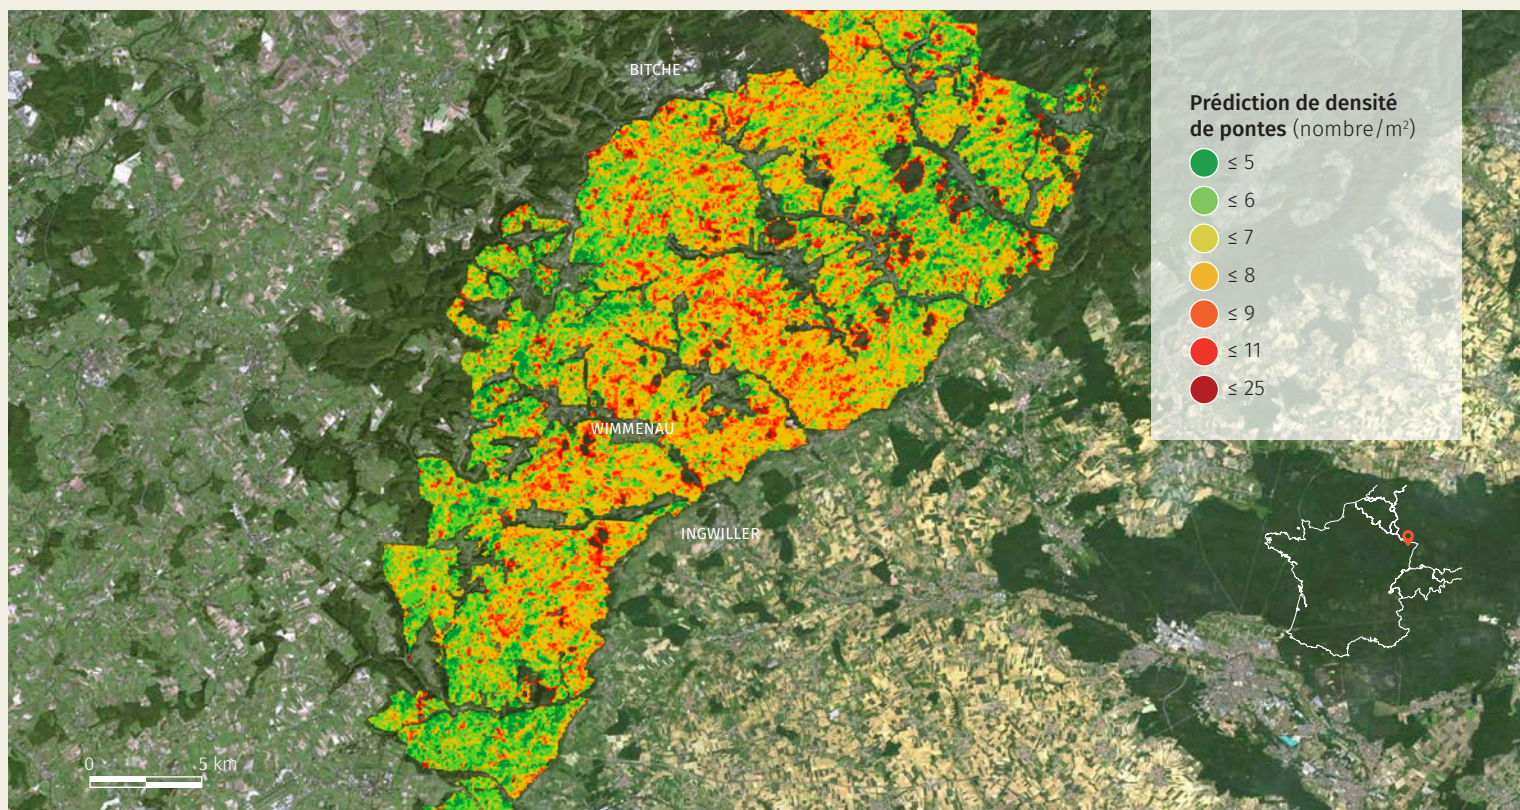 BITCHE
Prédiction de densité
de pontes (nombre/m²)
≤ 5
≤ 6
≤ 7
≤ 8
≤ 9
≤ 11
≤ 25
WIMMENAU
INGWILLER
0 5 km